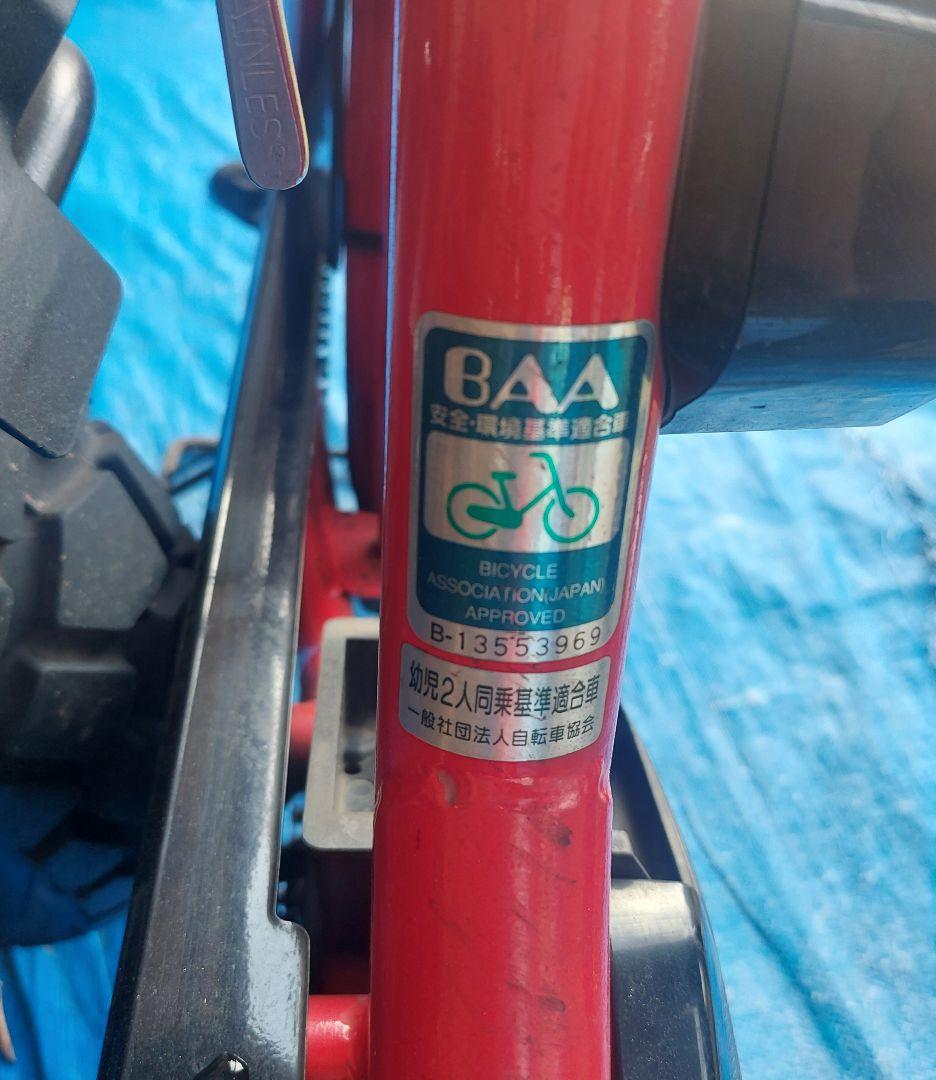 BAA
安全・環境基準適合車
BICYCLE
ASSOCIATION(JAPAN)
APPROVED
B-13553969
幼児2人同乗基準適合車
一般社団法人自転車協会